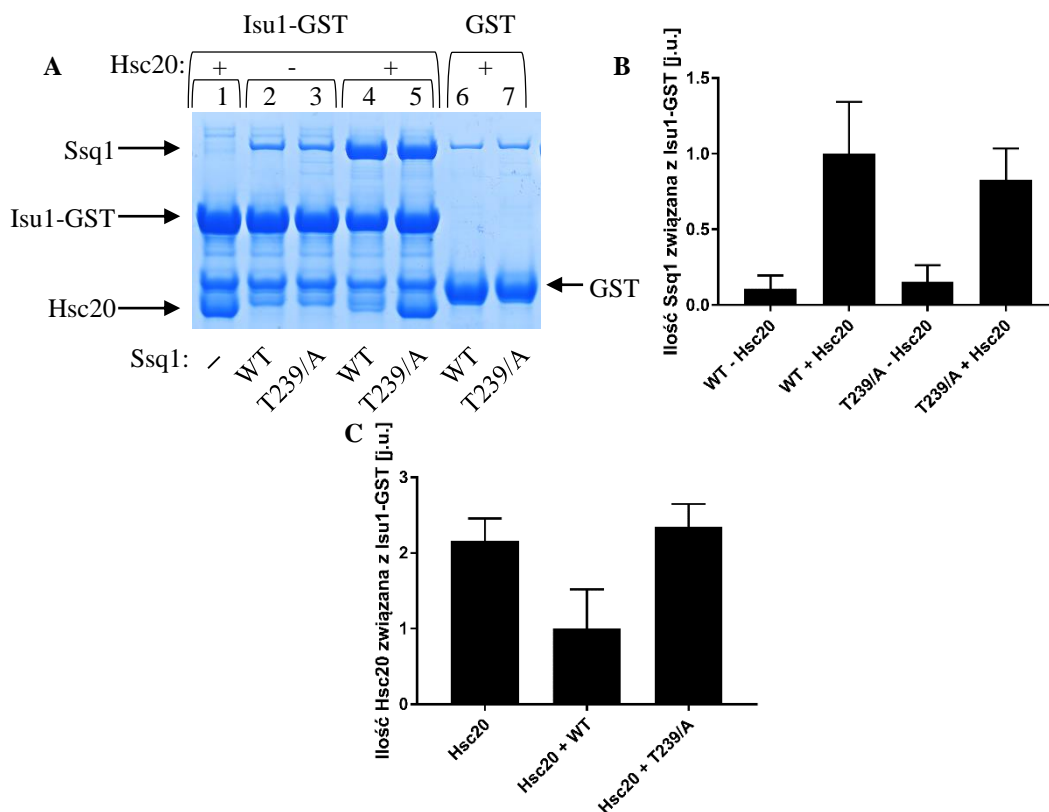 Isu1-GST GST
A
Hsc20: + - + +
1 2 3 4 5 6 7
Ssq1
Isu1-GST
Hsc20
GST
Ssq1: – WT T239/A WT T239/A WT T239/A
B
Ilość Ssq1 związana z Isu1-GST [j.u.]
1.5
1.0
0.5
0.0
WT - Hsc20
WT + Hsc20
T239/A - Hsc20
T239/A + Hsc20
C
Ilość Hsc20 związana z Isu1-GST [j.u.]
3
2
1
0
Hsc20
Hsc20 + WT
Hsc20 + T239/A